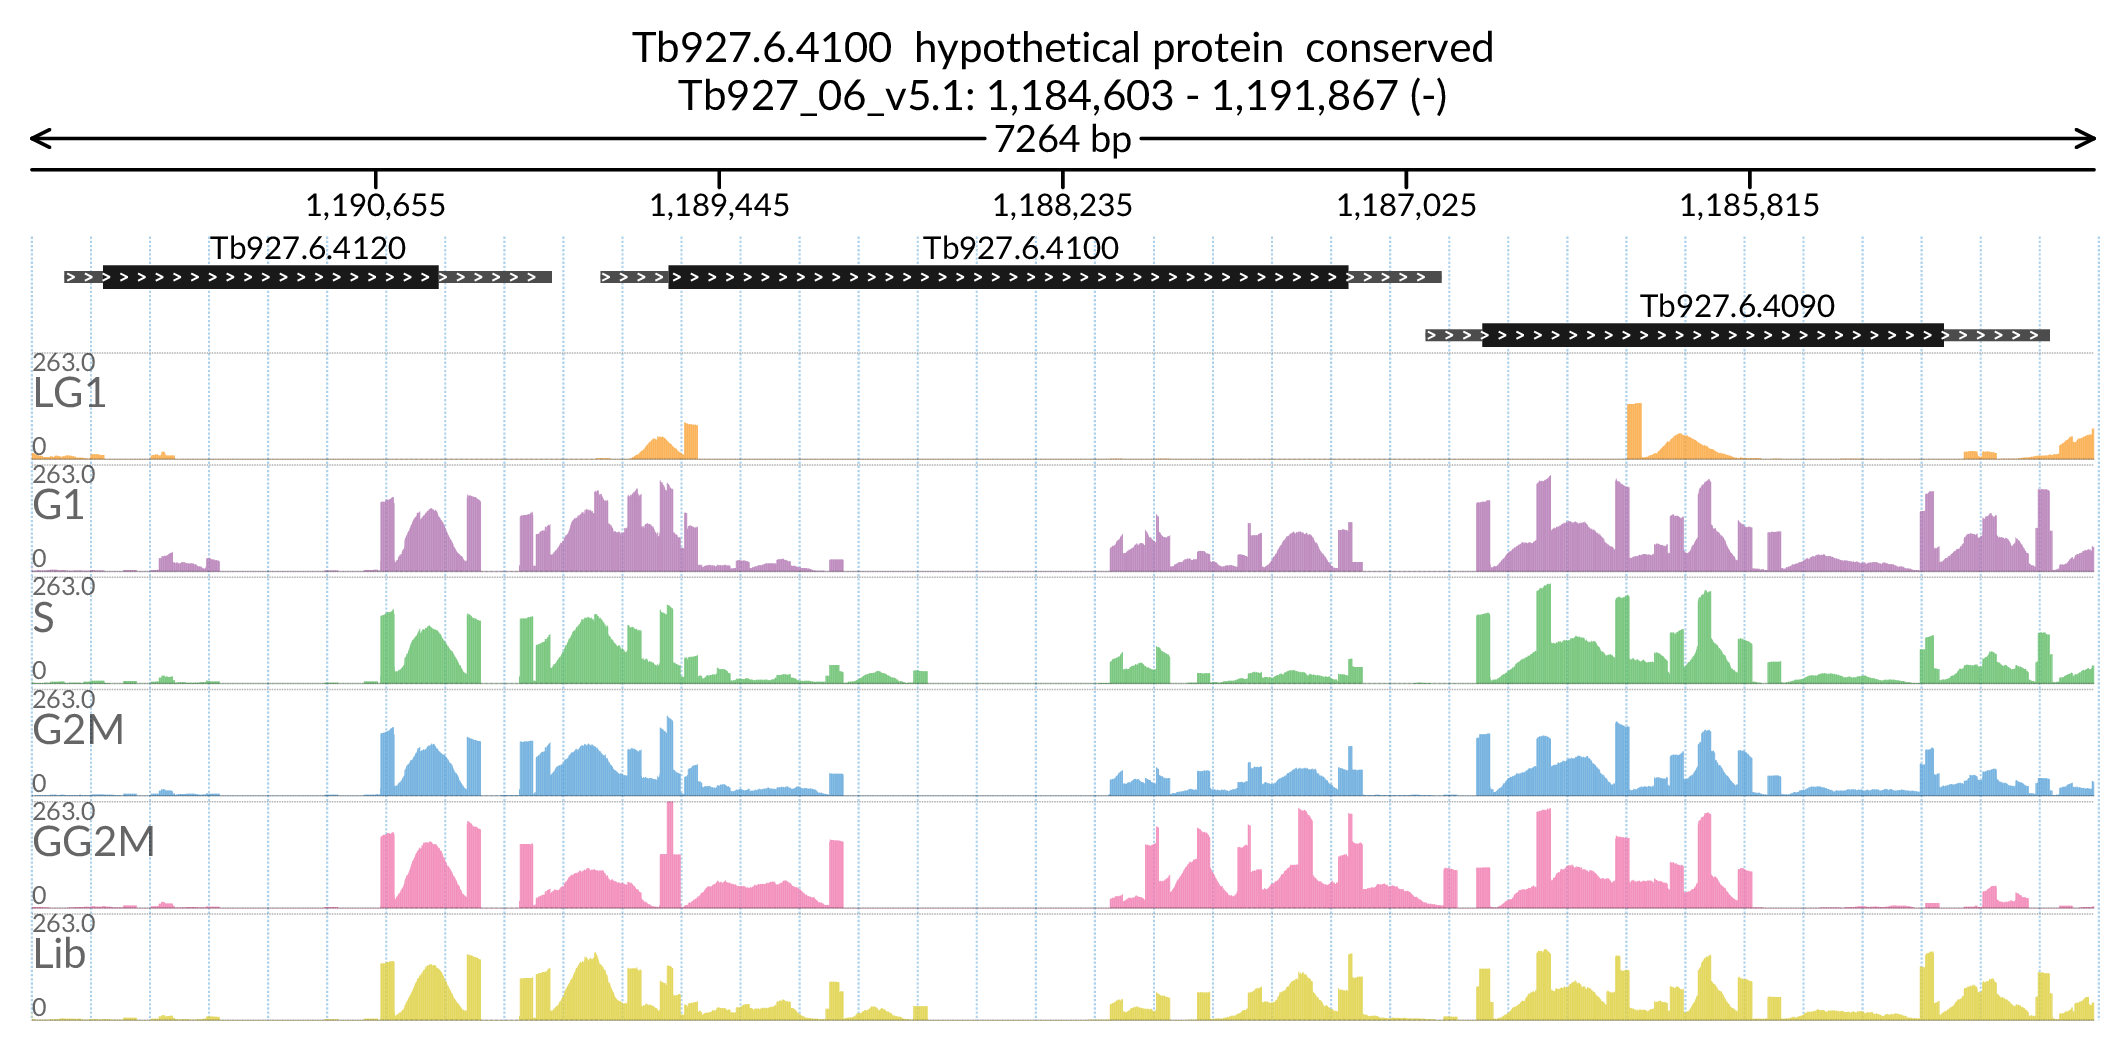 Tb927.6.4100 hypothetical protein conserved
Tb927_06_v5.1: 1,184,603 - 1,191,867 (-)
7264 bp
1,190,655 1,189,445 1,188,235 1,187,025 1,185,815
Tb927.6.4120 Tb927.6.4100
Tb927.6.4090
263.0
LG1
0
263.0
G1
0
263.0
S
0
263.0
G2M
0
263.0
GG2M
0
263.0
Lib
0